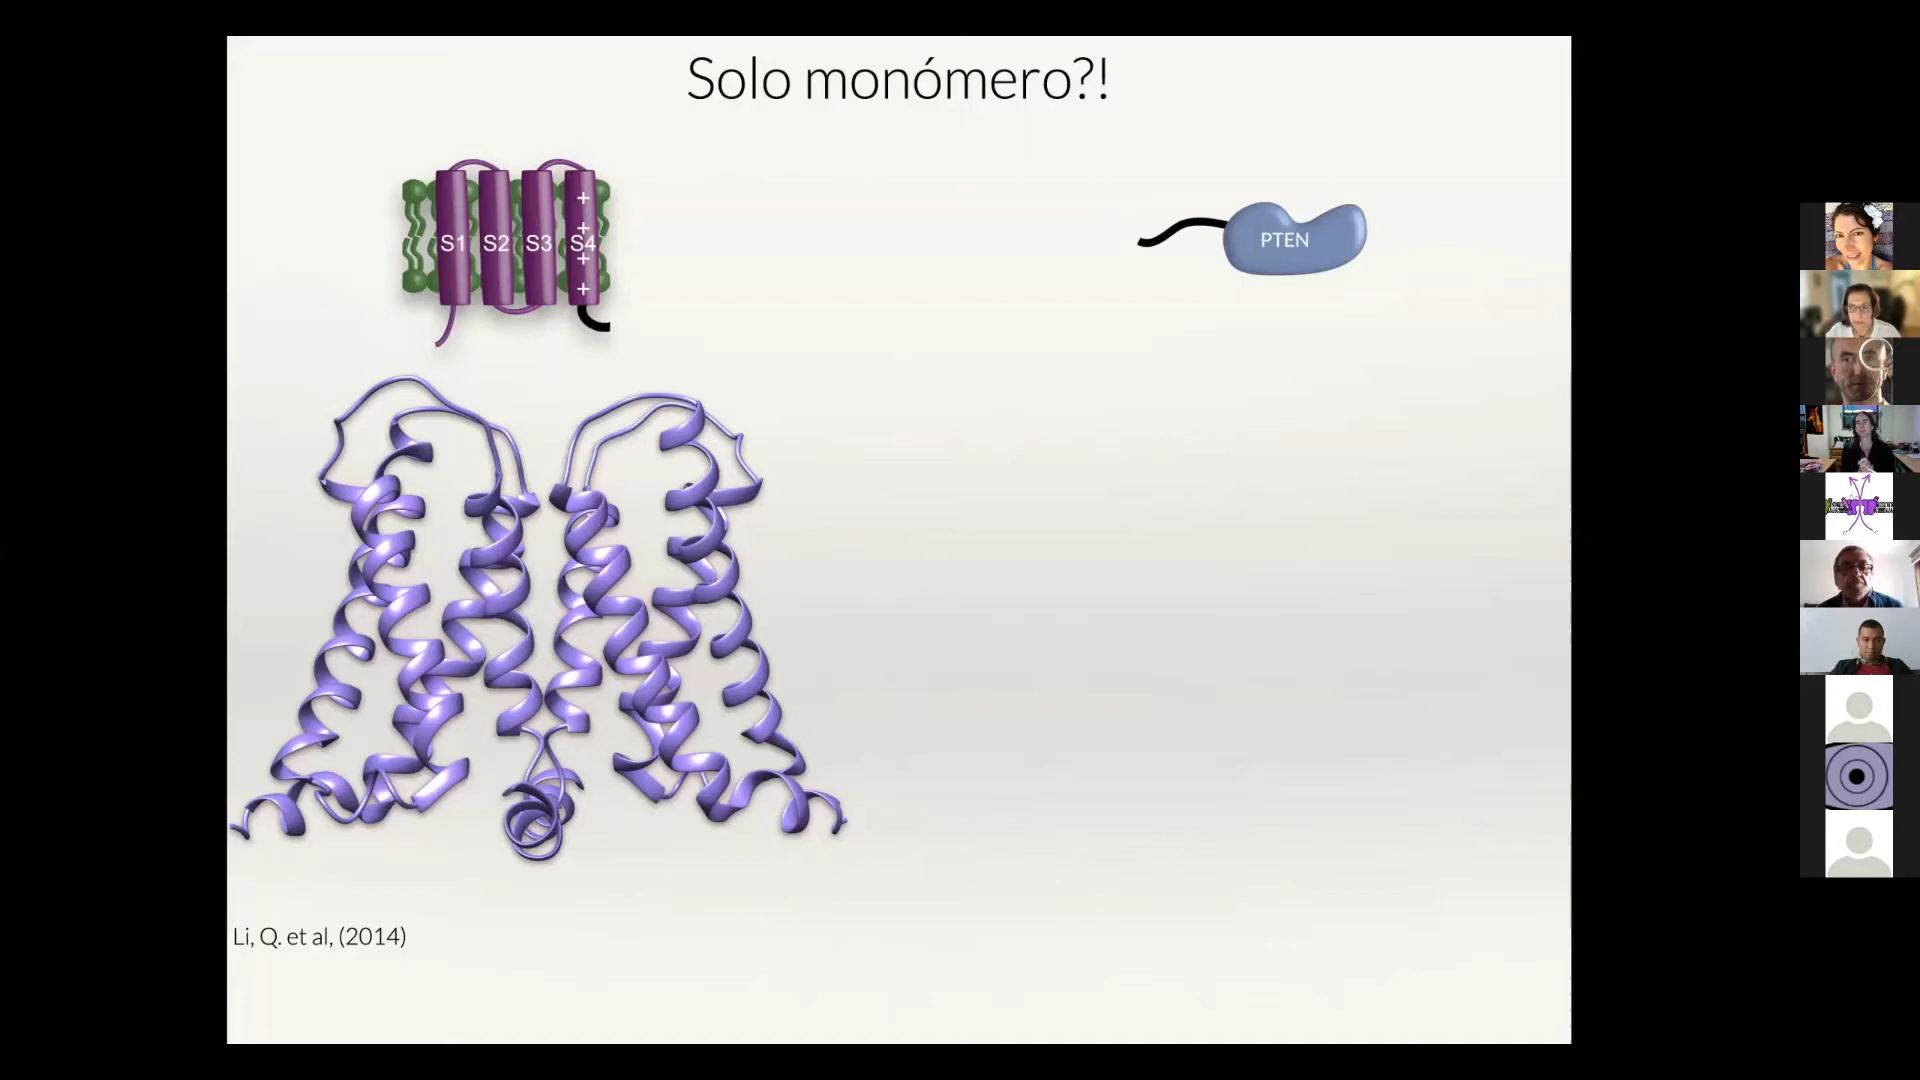 Solo monómero?!
S1 S2 S3 S4
+
+
+
+
PTEN
Li, Q. et al, (2014)